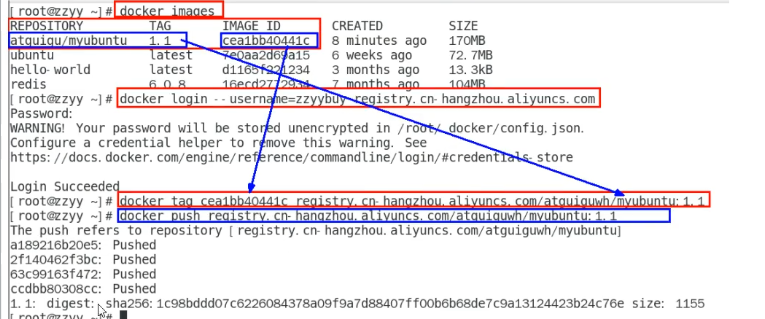 [root@zzyy ~]# docker images
REPOSITORY TAG IMAGE ID CREATED SIZE
atguigu/myubuntu 1.1 cea1bb40441c 8 minutes ago 170MB
ubuntu latest 7e0aa2d69a15 6 weeks ago 72.7MB
hello-world latest d1165f221234 3 months ago 13.3kB
redis 6.0.8 16ecd2772934 7 months ago 104MB
[root@zzyy ~]# docker login --username=zzyybuy registry.cn-hangzhou.aliyuncs.com
Password:
WARNING! Your password will be stored unencrypted in /root/.docker/config.json.
Configure a credential helper to remove this warning. See
https://docs.docker.com/engine/reference/commandline/login/#credentials-store
Login Succeeded
[root@zzyy ~]# docker tag cea1bb40441c registry.cn-hangzhou.aliyuncs.com/atguiguwh/myubuntu:1.1
[root@zzyy ~]# docker push registry.cn-hangzhou.aliyuncs.com/atguiguwh/myubuntu:1.1
The push refers to repository [registry.cn-hangzhou.aliyuncs.com/atguiguwh/myubuntu]
a189216b20e5: Pushed
2f140462f3bc: Pushed
63c99163f472: Pushed
ccdbb80308cc: Pushed
1.1: digest: sha256:1c98bddd07c6226084378a09f9a7d88407ff00b6b68de7c9a13124423b24c76e size: 1155
[root@zzyy ~]#